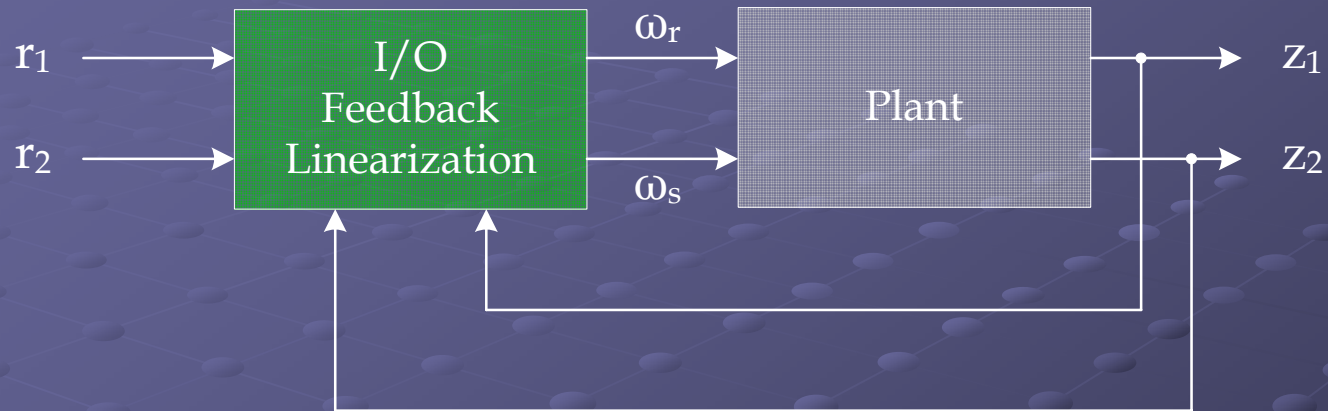 r₁
r₂
I/O
Feedback
Linearization
ωᵣ
ωₛ
Plant
z₁
z₂